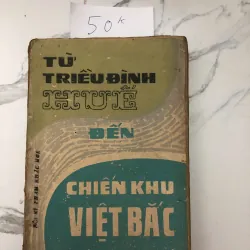 50k
TỪ
TRIỀU ĐÌNH
HUẾ
ĐẾN
CHIẾN KHU
VIỆT BẮC